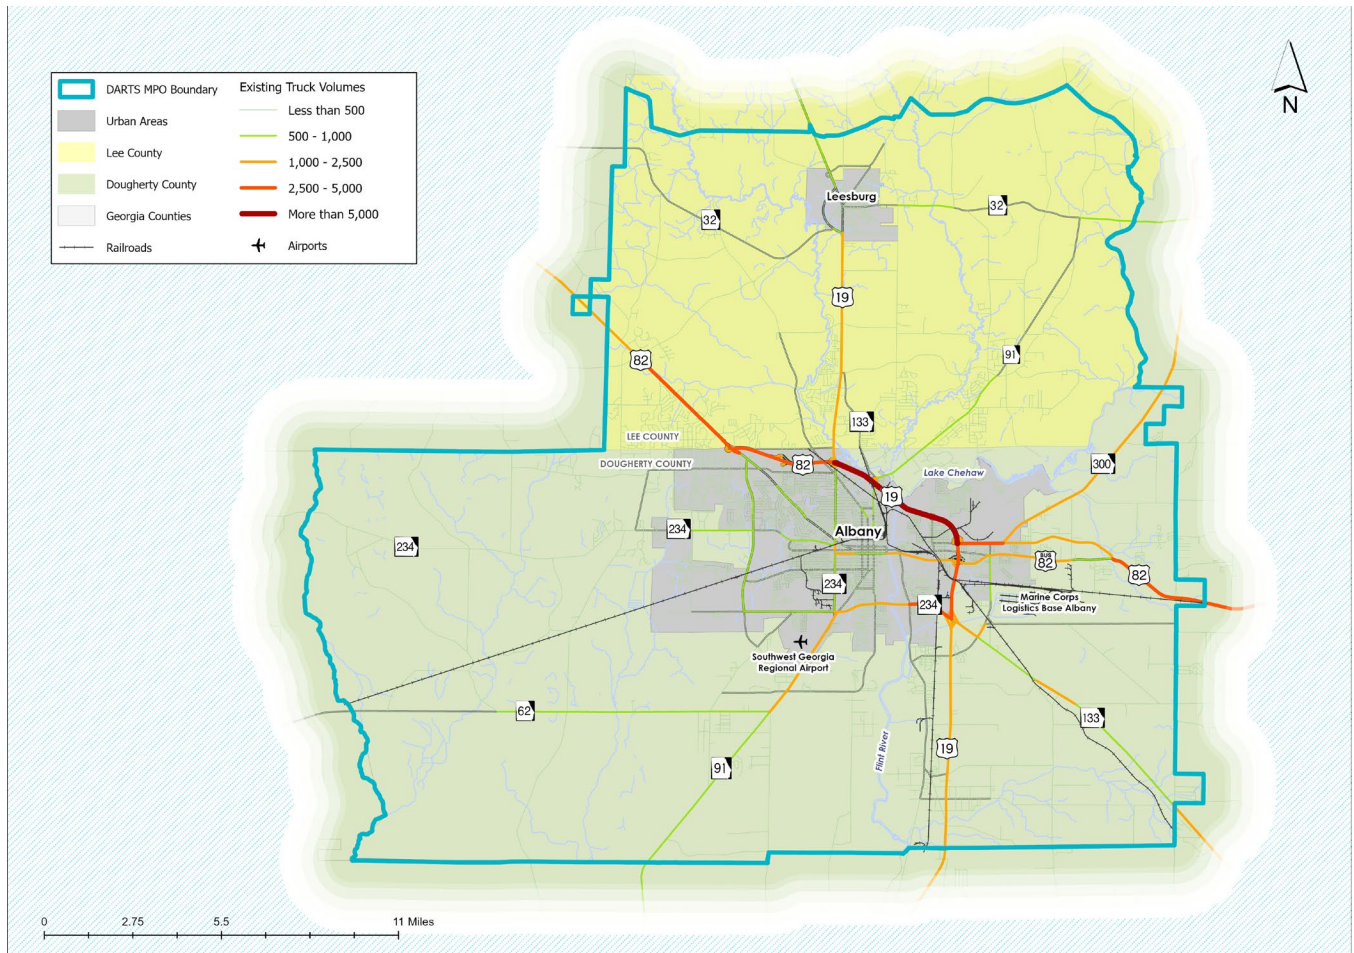 DARTS MPO Boundary
Urban Areas
Lee County
Dougherty County
Georgia Counties
Railroads
Existing Truck Volumes
Less than 500
500 - 1,000
1,000 - 2,500
2,500 - 5,000
More than 5,000
Airports
N
Leesburg
32
32
19
82
91
133
LEE COUNTY
DOUGHERTY COUNTY
82
300
Lake Chehaw
19
234
Albany
234
BUS
82
82
234
234
Marine Corps
Logistics Base Albany
Southwest Georgia
Regional Airport
62
133
Flint River
19
91
0
2.75
5.5
11 Miles